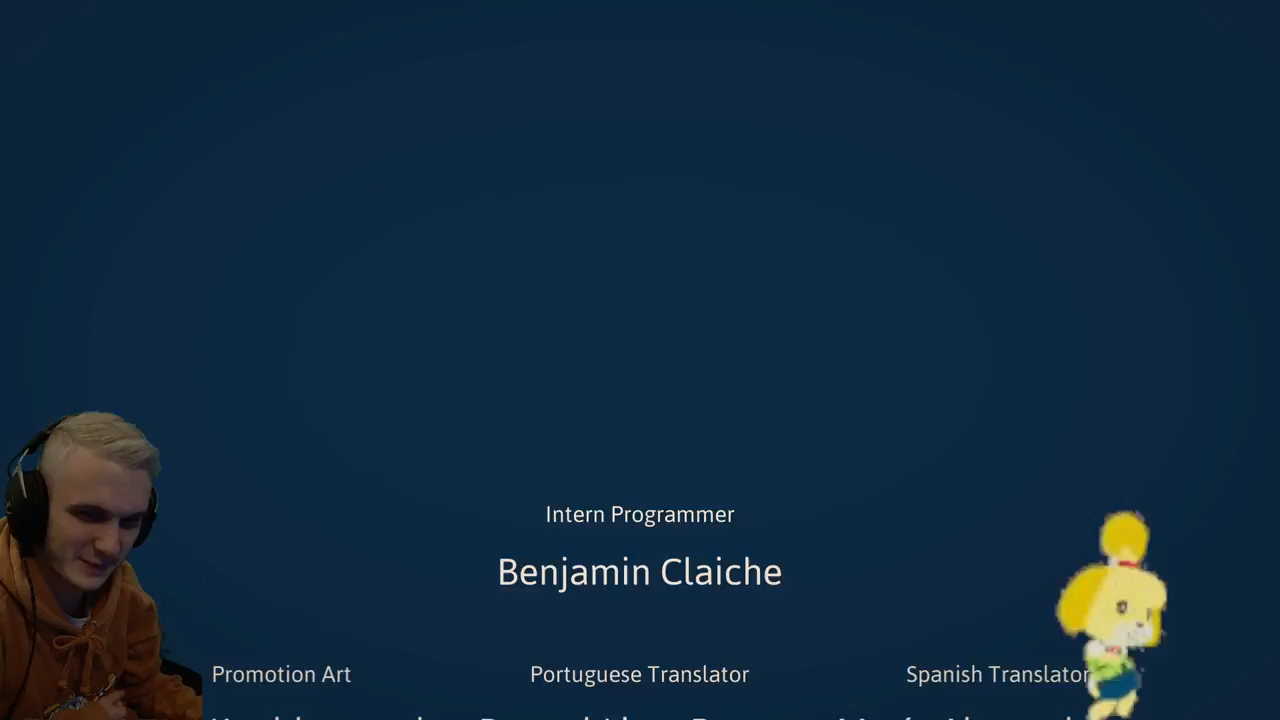 Intern Programmer
Benjamin Claiche
Promotion Art Portuguese Translator Spanish Translator